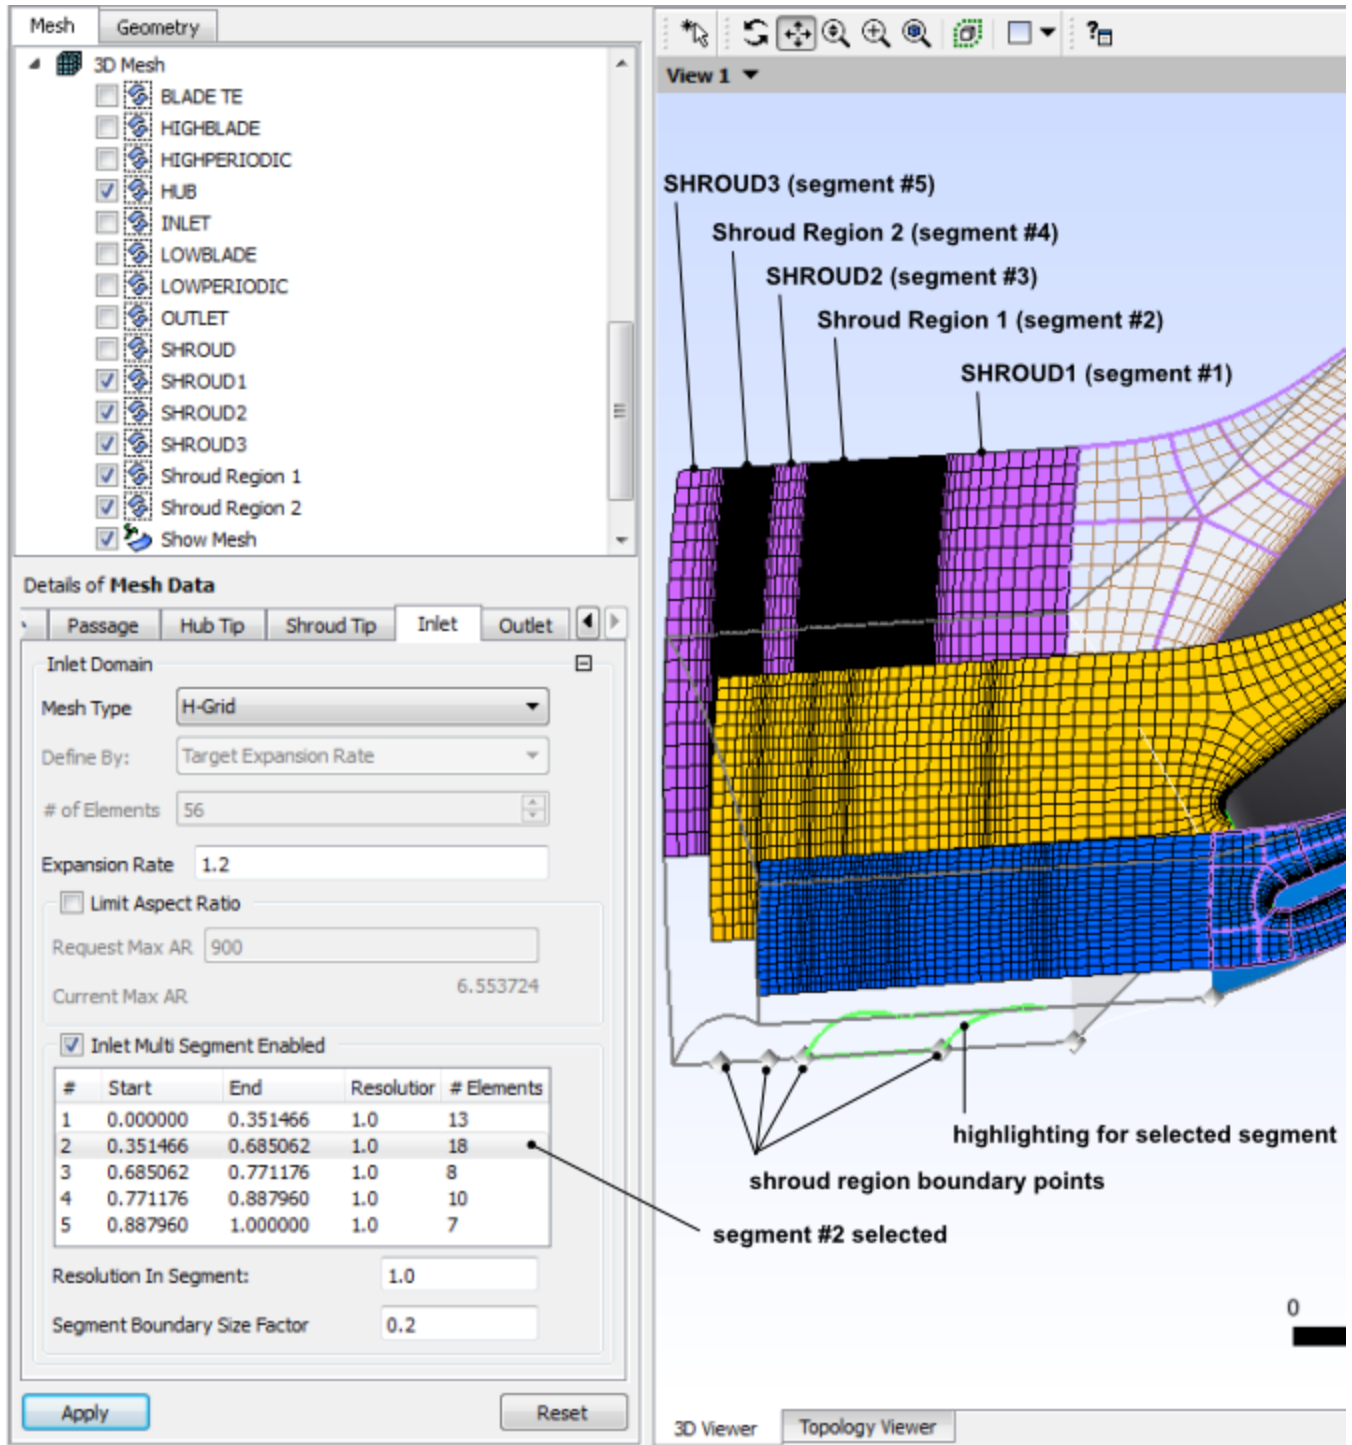 Mesh Geometry
3D Mesh
BLADE TE
HIGHBLADE
HIGHPERIODIC
HUB
INLET
LOWBLADE
LOWPERIODIC
OUTLET
SHROUD
SHROUD1
SHROUD2
SHROUD3
Shroud Region 1
Shroud Region 2
Show Mesh
Details of Mesh Data
Passage Hub Tip Shroud Tip Inlet Outlet
Inlet Domain
Mesh Type H-Grid
Define By: Target Expansion Rate
# of Elements 56
Expansion Rate 1.2
Limit Aspect Ratio
Request Max AR 900
Current Max AR 6.553724
Inlet Multi Segment Enabled
# Start End Resolutior # Elements
1 0.000000 0.351466 1.0 13
2 0.351466 0.685062 1.0 18
3 0.685062 0.771176 1.0 8
4 0.771176 0.887960 1.0 10
5 0.887960 1.000000 1.0 7
Resolution In Segment: 1.0
Segment Boundary Size Factor 0.2
Apply Reset
View 1
SHROUD3 (segment #5)
Shroud Region 2 (segment #4)
SHROUD2 (segment #3)
Shroud Region 1 (segment #2)
SHROUD1 (segment #1)
highlighting for selected segment
shroud region boundary points
segment #2 selected
0
3D Viewer Topology Viewer